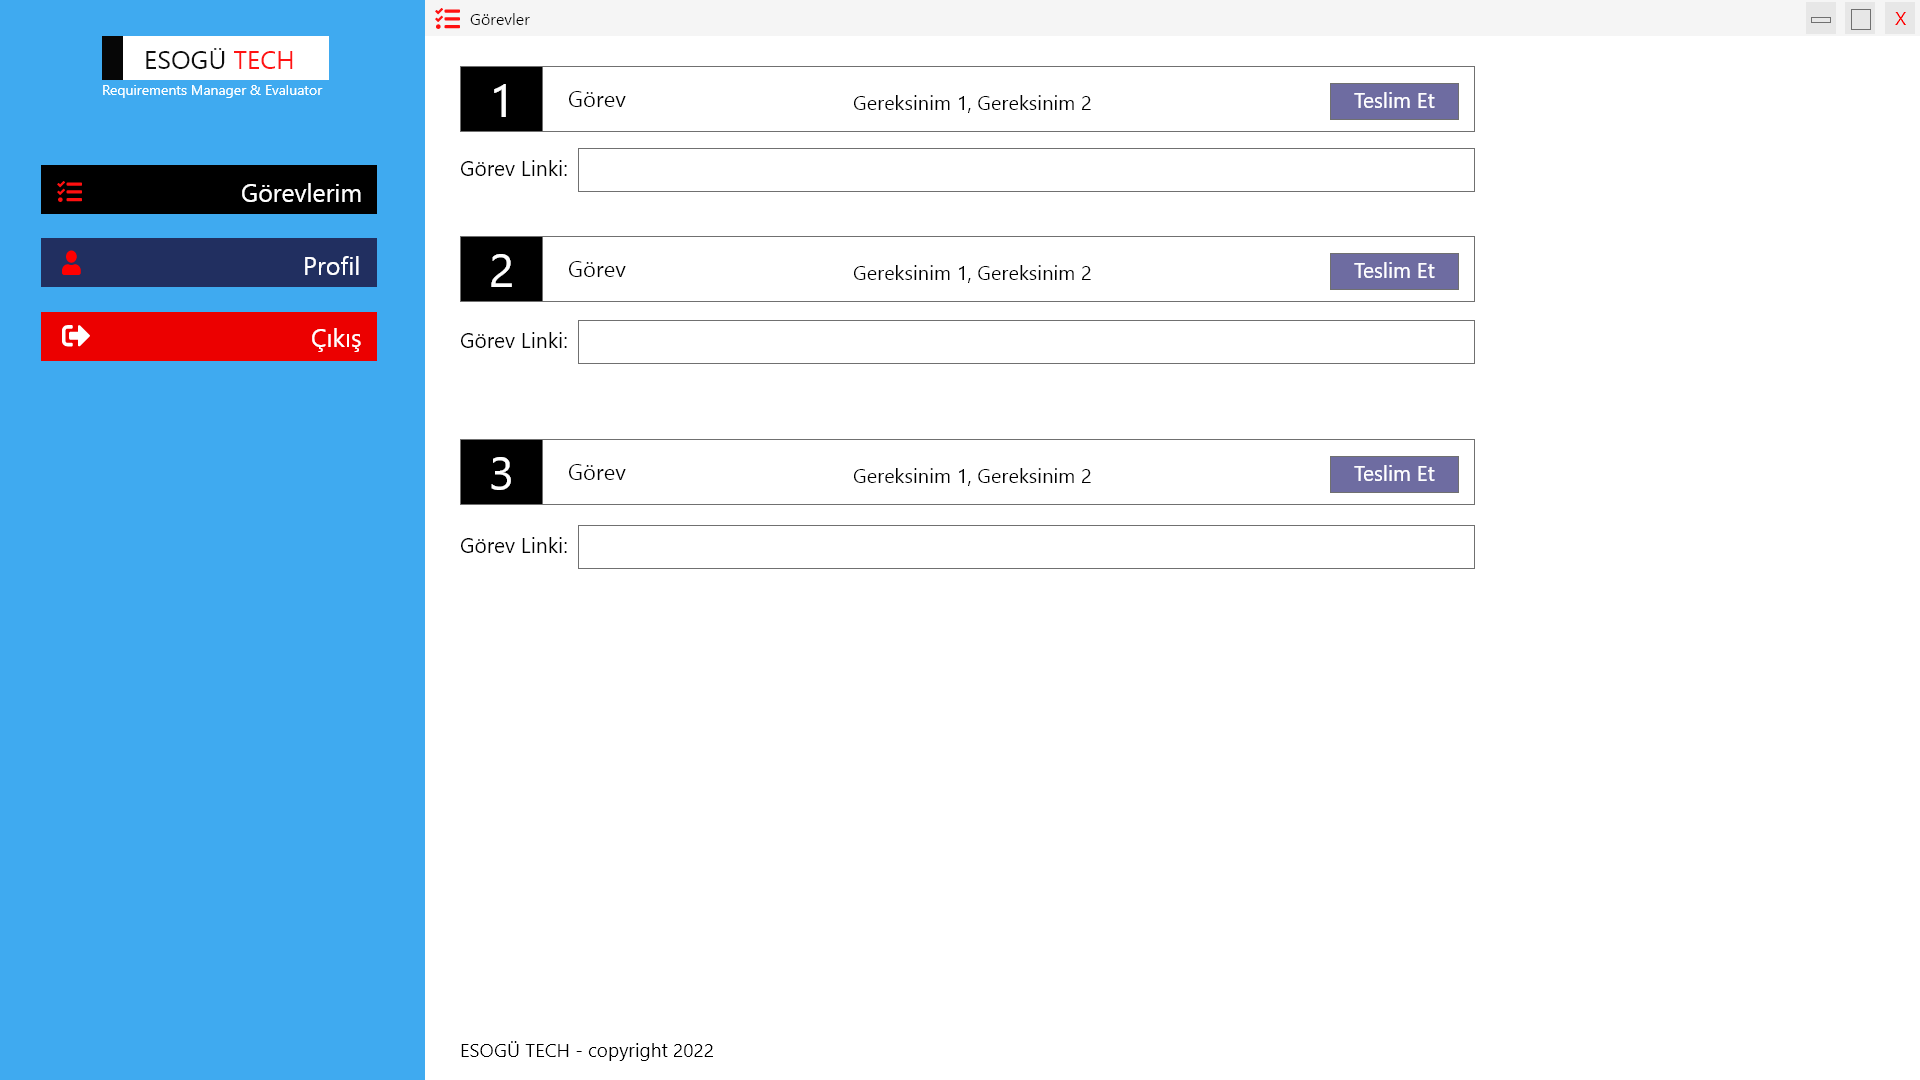 ESOGÜ TECH
Requirements Manager & Evaluator
Görevlerim
Profil
Çıkış
Görevler
X
1 Görev Gereksinim 1, Gereksinim 2 Teslim Et
Görev Linki:
2 Görev Gereksinim 1, Gereksinim 2 Teslim Et
Görev Linki:
3 Görev Gereksinim 1, Gereksinim 2 Teslim Et
Görev Linki:
ESOGÜ TECH - copyright 2022